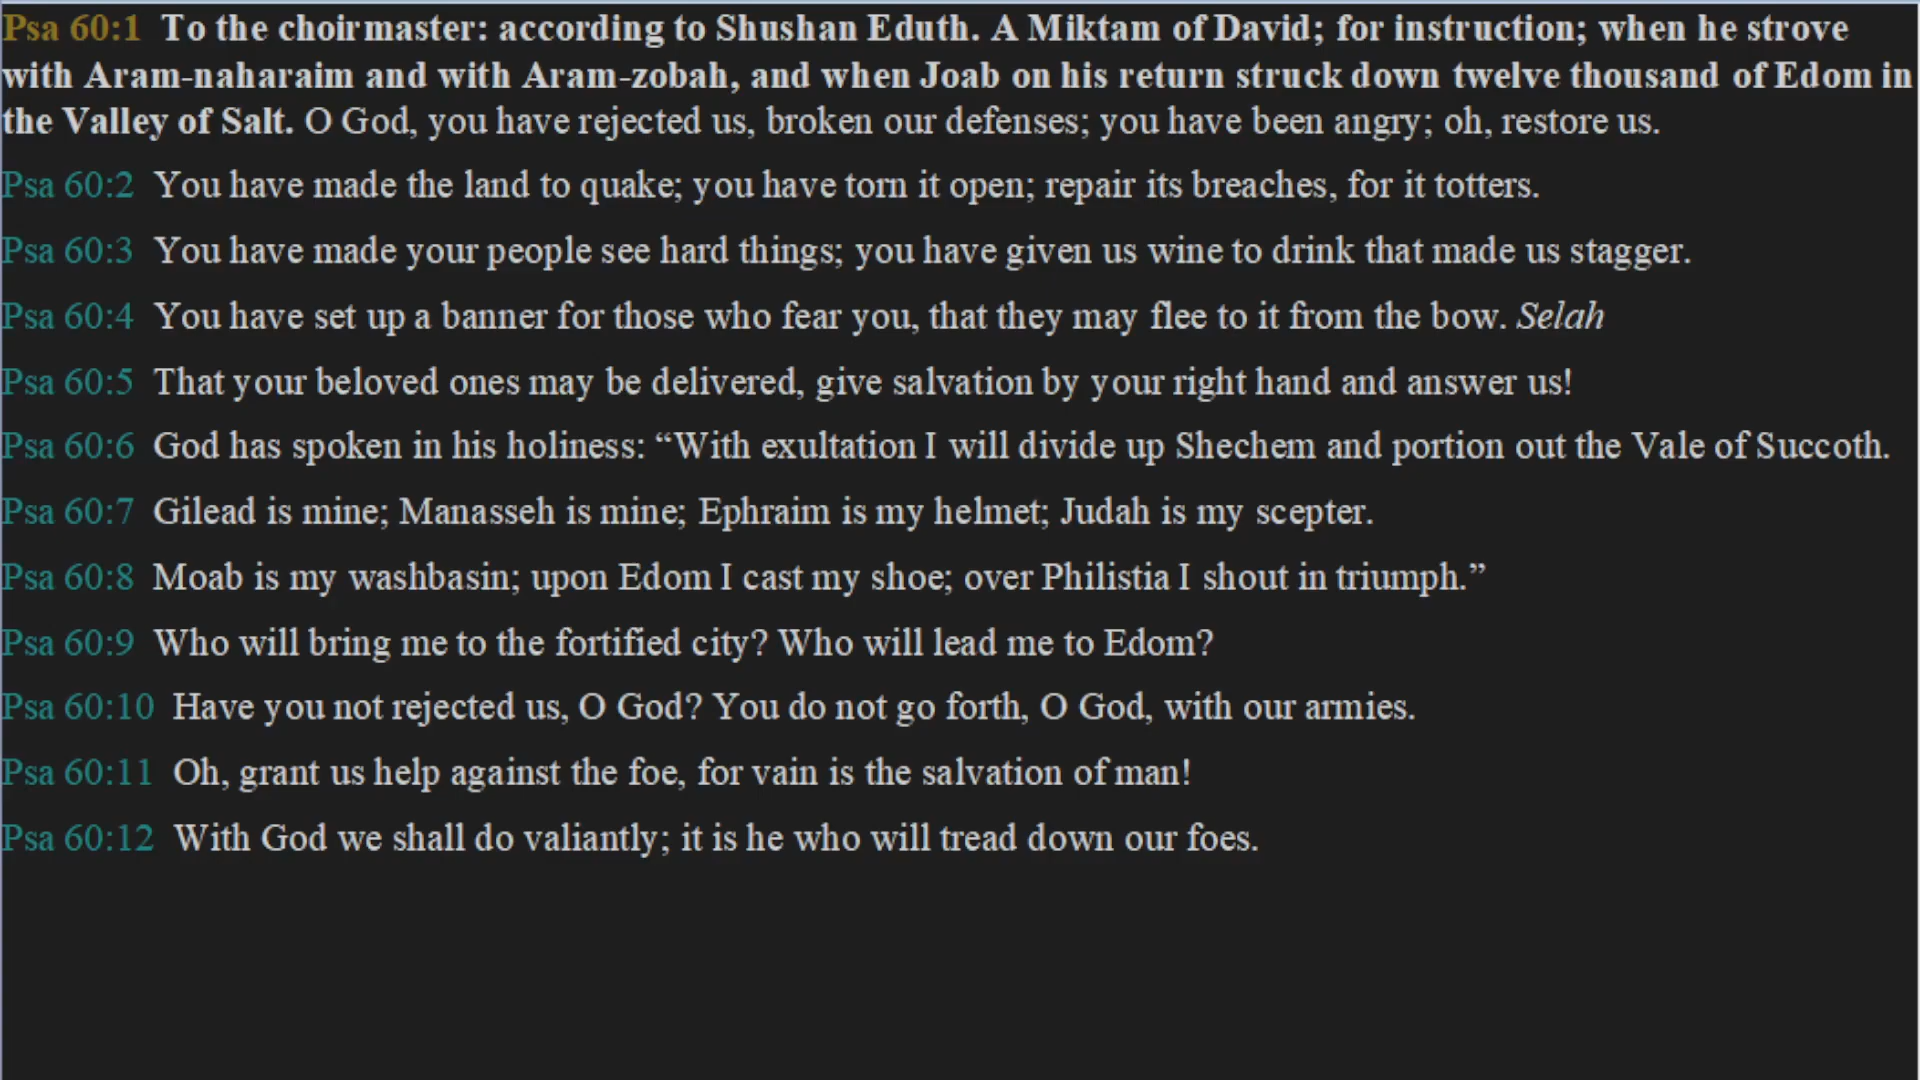 Psa 60:1 To the choirmaster: according to Shushan Eduth. A Miktam of David; for instruction; when he strove
with Aram-naharaim and with Aram-zobah, and when Joab on his return struck down twelve thousand of Edom in
the Valley of Salt. O God, you have rejected us, broken our defenses; you have been angry; oh, restore us.
Psa 60:2 You have made the land to quake; you have torn it open; repair its breaches, for it totters.
Psa 60:3 You have made your people see hard things; you have given us wine to drink that made us stagger.
Psa 60:4 You have set up a banner for those who fear you, that they may flee to it from the bow. Selah
Psa 60:5 That your beloved ones may be delivered, give salvation by your right hand and answer us!
Psa 60:6 God has spoken in his holiness: “With exultation I will divide up Shechem and portion out the Vale of Succoth.
Psa 60:7 Gilead is mine; Manasseh is mine; Ephraim is my helmet; Judah is my scepter.
Psa 60:8 Moab is my washbasin; upon Edom I cast my shoe; over Philistia I shout in triumph.”
Psa 60:9 Who will bring me to the fortified city? Who will lead me to Edom?
Psa 60:10 Have you not rejected us, O God? You do not go forth, O God, with our armies.
Psa 60:11 Oh, grant us help against the foe, for vain is the salvation of man!
Psa 60:12 With God we shall do valiantly; it is he who will tread down our foes.